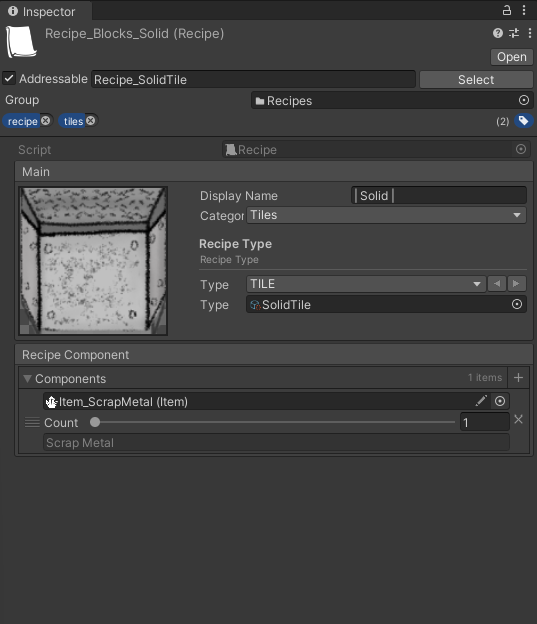 Inspector
Recipe_Blocks_Solid (Recipe)
Open
Addressable Recipe_SolidTile Select
Group Recipes
recipe tiles (2)
Script Recipe
Main
Display Name | Solid |
Categor Tiles
Recipe Type
Recipe Type
Type TILE
Type SolidTile
Recipe Component
Components 1 items
Item_ScrapMetal (Item)
Count 1
Scrap Metal